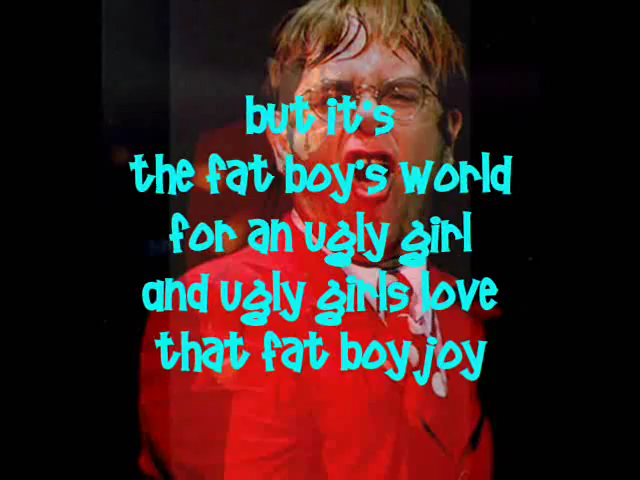 but it's
the fat boy's world
for an ugly girl
and ugly girls love
that fat boy joy